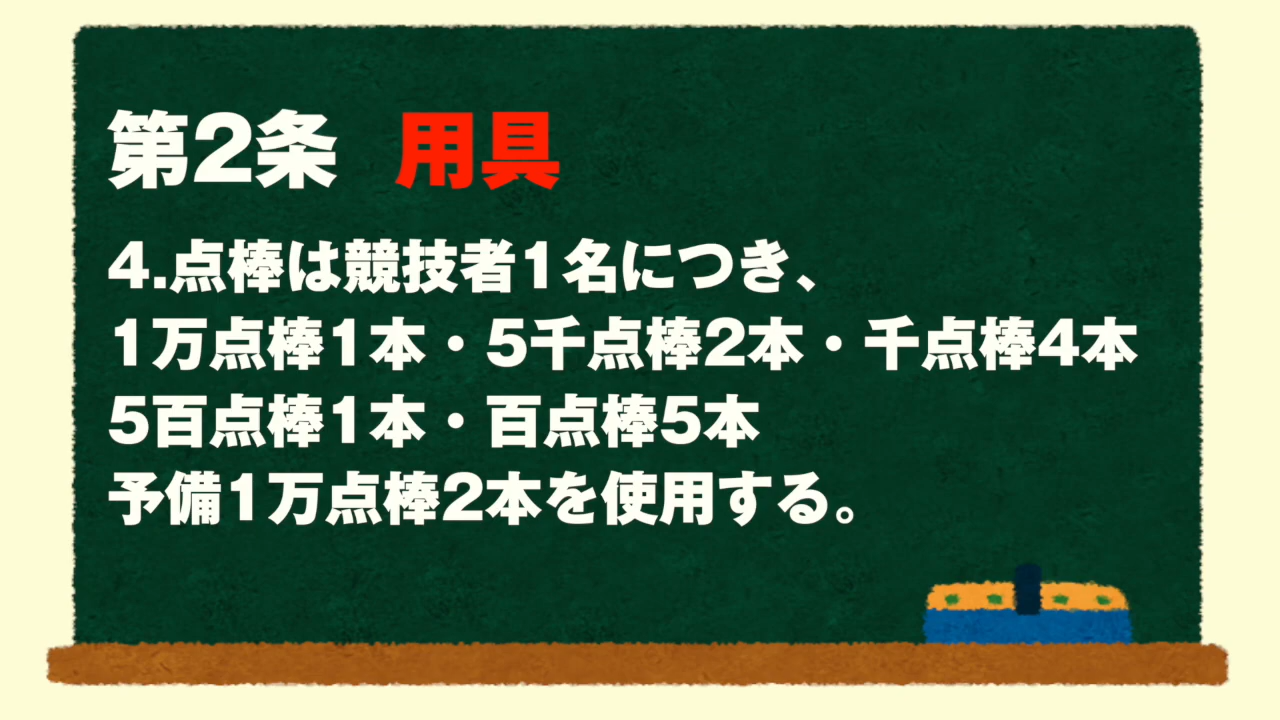 第2条 用具
4.点棒は競技者1名につき、
1万点棒1本・5千点棒2本・千点棒4本
5百点棒1本・百点棒5本
予備1万点棒2本を使用する。